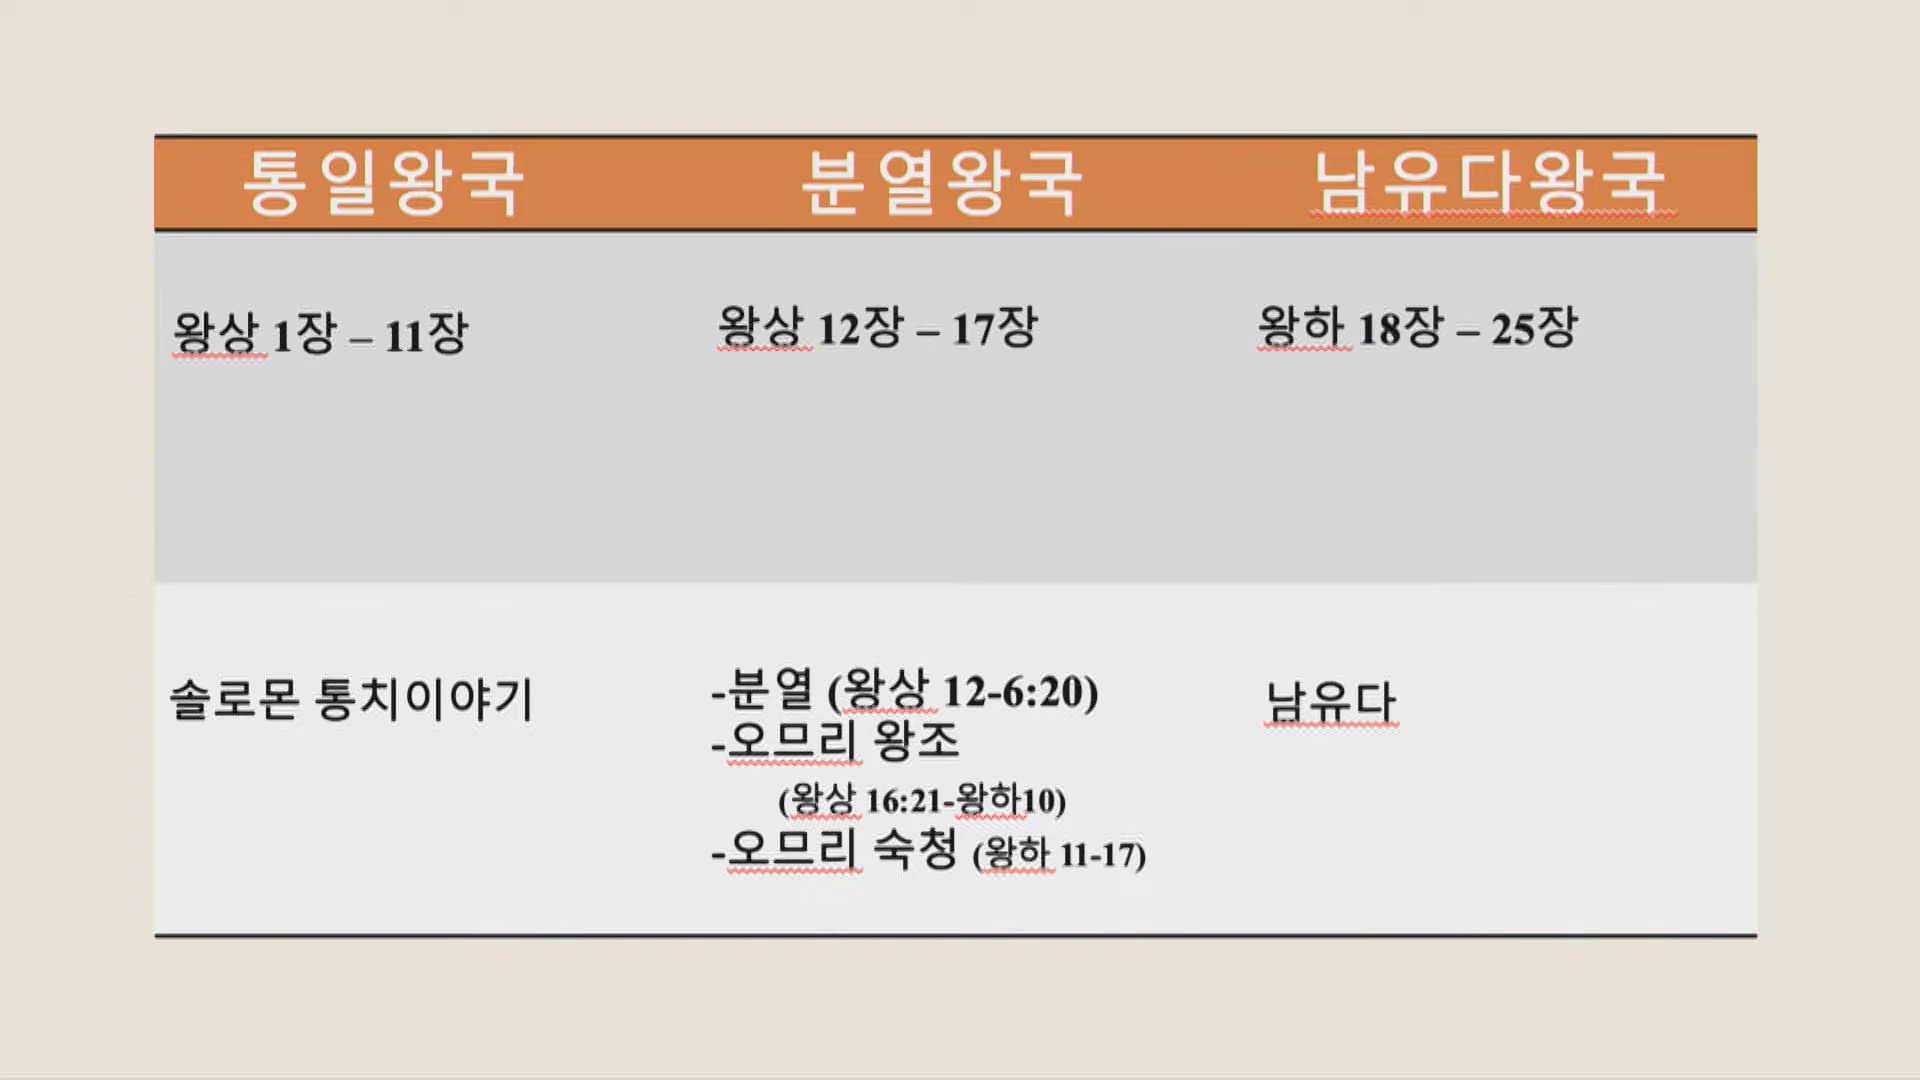 통일왕국 분열왕국 남유다왕국
왕상 1장 – 11장 왕상 12장 – 17장 왕하 18장 – 25장
솔로몬 통치이야기
-분열 (왕상 12-6:20)
-오므리 왕조
(왕상 16:21-왕하10)
-오므리 숙청 (왕하 11-17)
남유다